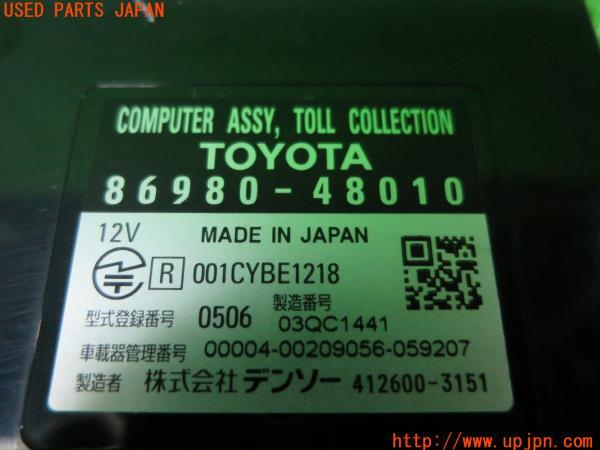 USED PARTS JAPAN
COMPUTER ASSY, TOLL COLLECTION
TOYOTA
86980-48010
12V MADE IN JAPAN
R 001CYBE1218
型式登録番号 0506 製造番号 03QC1441
車載器管理番号 00004-00209056-059207
製造者 株式会社デンソー 412600-3151
http://www.upjpn.com